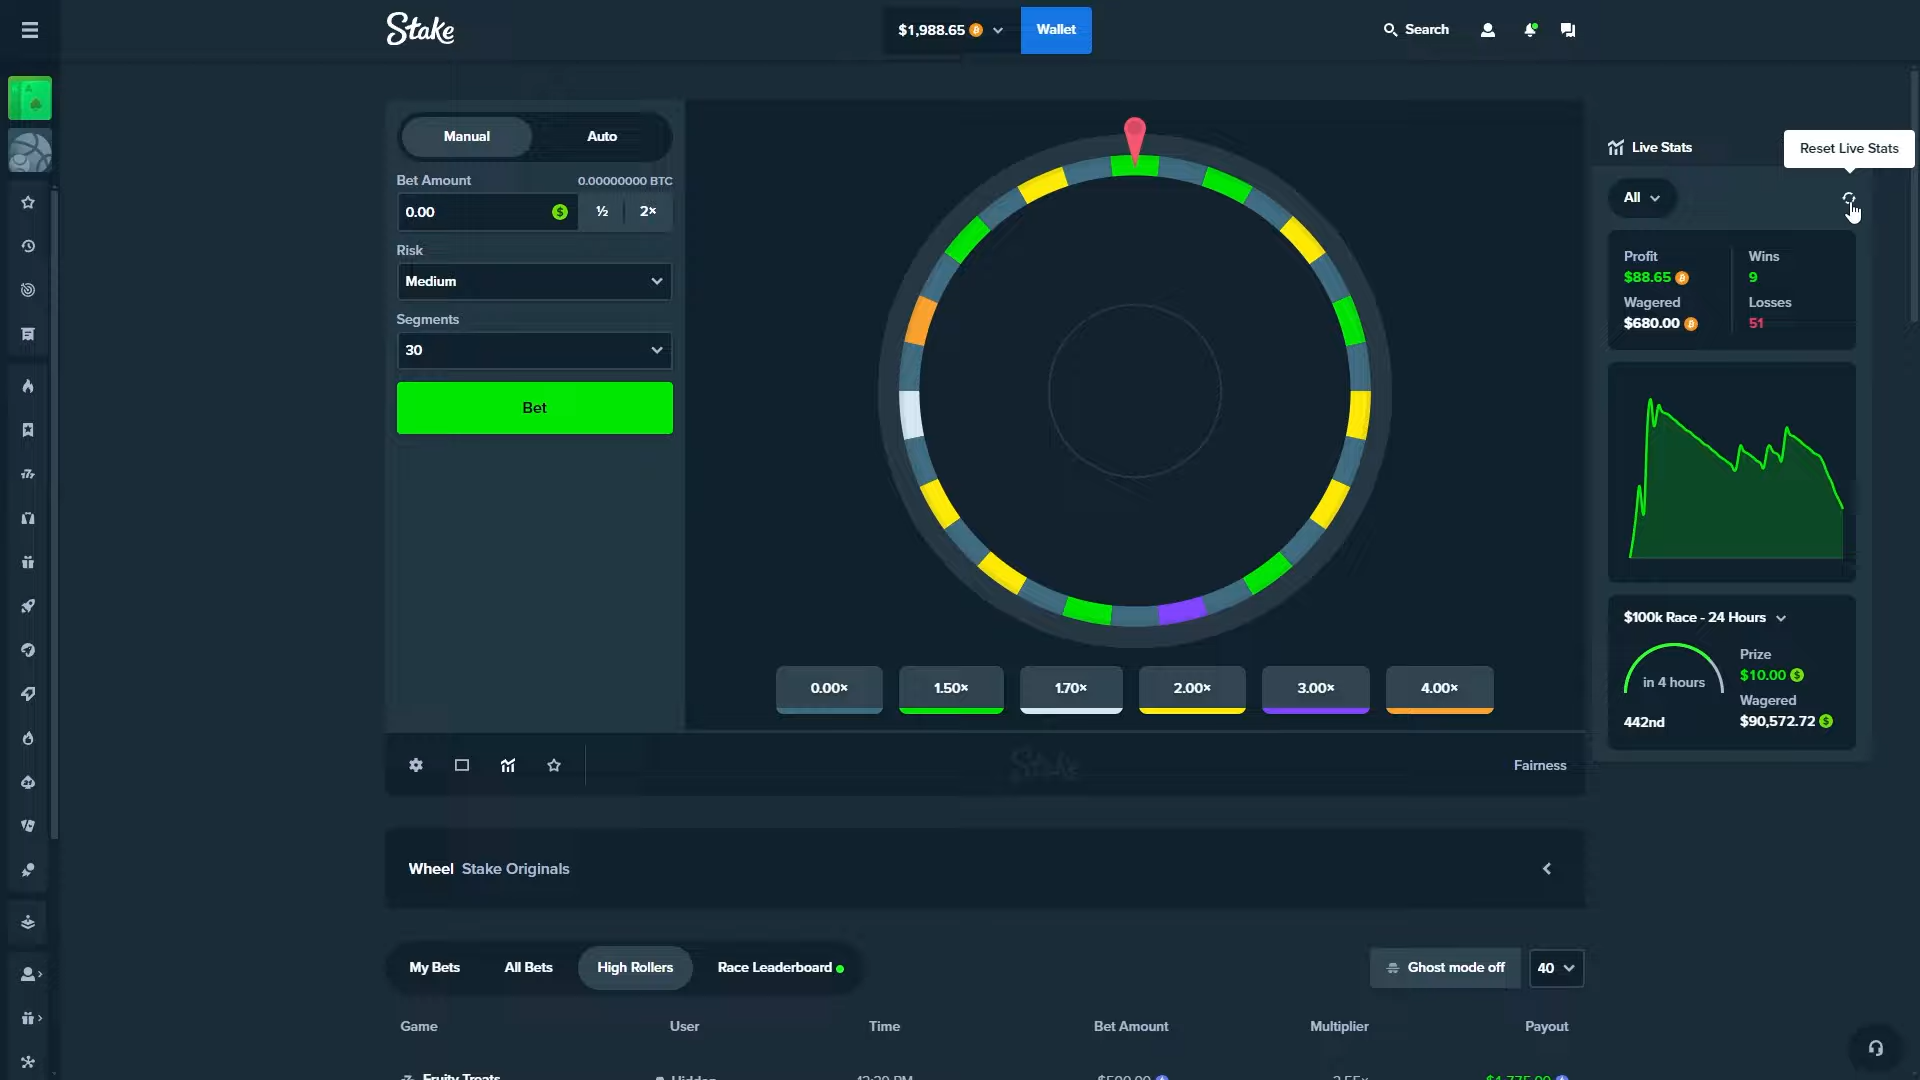 Stake
$1,988.65
Wallet
Search
Manual
Auto
Bet Amount
0.00000000 BTC
0.00
½
2×
Risk
Medium
Segments
30
Bet
0.00×
1.50×
1.70×
2.00×
3.00×
4.00×
Stake
Fairness
Live Stats
Reset Live Stats
All
Profit
$88.65
Wins
9
Wagered
$680.00
Losses
51
$100k Race - 24 Hours
in 4 hours
442nd
Prize
$10.00
Wagered
$90,572.72
Wheel Stake Originals
My Bets
All Bets
High Rollers
Race Leaderboard
Ghost mode off
40
Game
User
Time
Bet Amount
Multiplier
Payout
Fruity Treats
Hidden